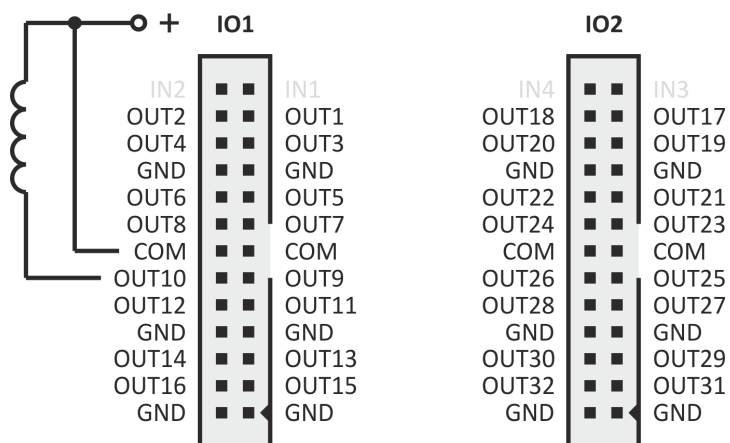 + IO1 IO2
IN2 IN1 IN4 IN3
OUT2 OUT1 OUT18 OUT17
OUT4 OUT3 OUT20 OUT19
GND GND GND GND
OUT6 OUT5 OUT22 OUT21
OUT8 OUT7 OUT24 OUT23
COM COM COM COM
OUT10 OUT9 OUT26 OUT25
OUT12 OUT11 OUT28 OUT27
GND GND GND GND
OUT14 OUT13 OUT30 OUT29
OUT16 OUT15 OUT32 OUT31
GND GND GND GND